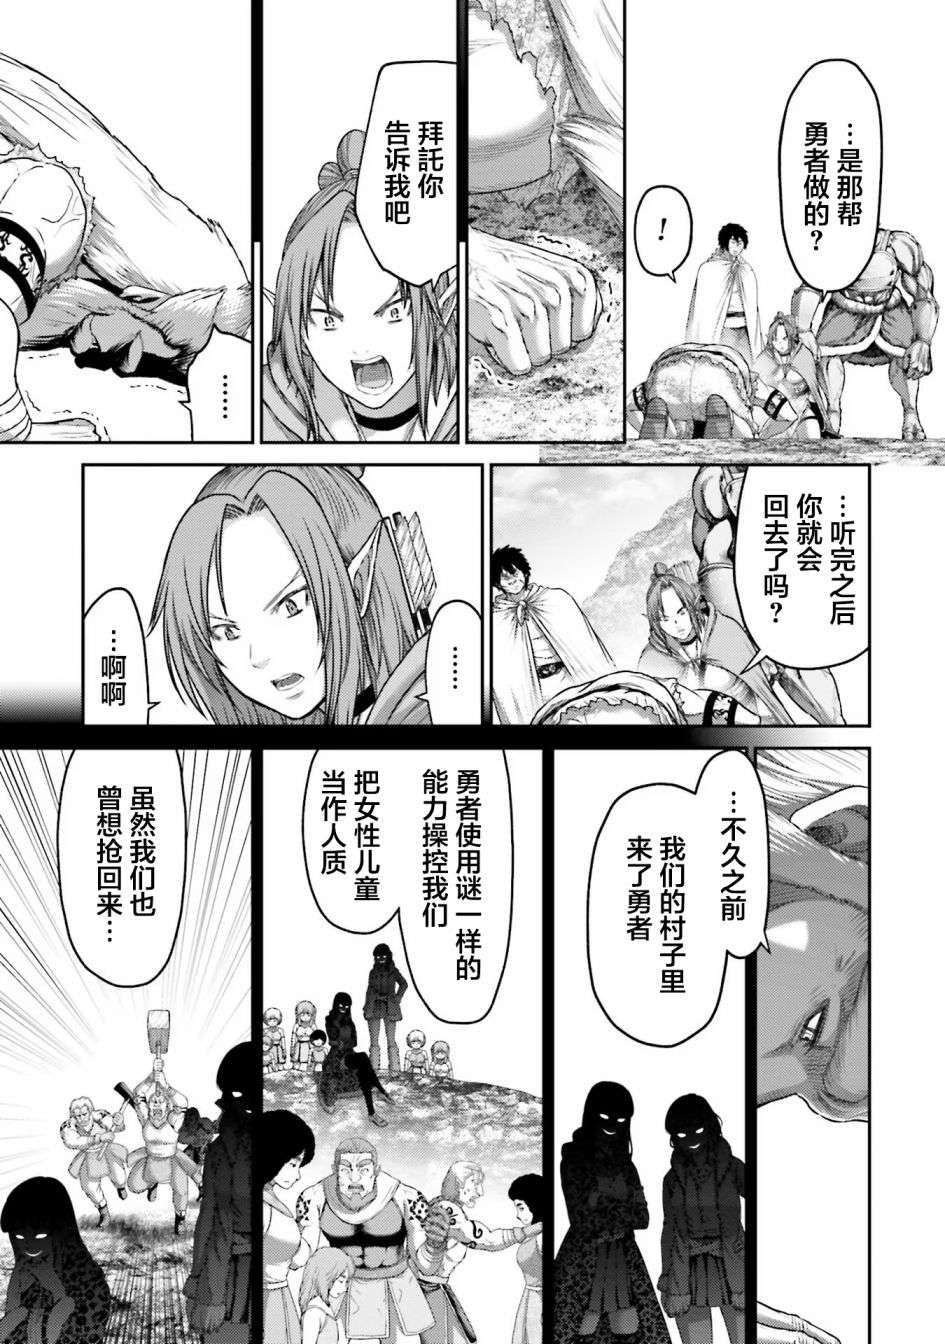 …是那帮
勇者做的？
！
拜託你
告诉我吧
……
…听完之后
你就会
回去了吗？
……
…啊啊
…不久之前
我们的村子里
来了勇者
勇者使用谜一样的
能力操控我们
把女性儿童
当作人质
虽然我们也
曾想抢回来…